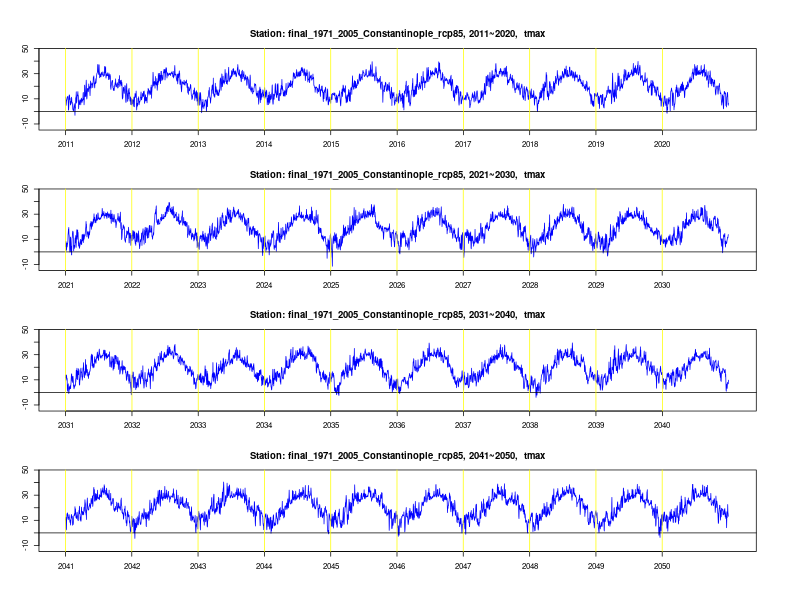 Station: final_1971_2005_Constantinople_rcp85, 2011~2020, tmax
50
30
10
-10
2011 2012 2013 2014 2015 2016 2017 2018 2019 2020
Station: final_1971_2005_Constantinople_rcp85, 2021~2030, tmax
50
30
10
-10
2021 2022 2023 2024 2025 2026 2027 2028 2029 2030
Station: final_1971_2005_Constantinople_rcp85, 2031~2040, tmax
50
30
10
-10
2031 2032 2033 2034 2035 2036 2037 2038 2039 2040
Station: final_1971_2005_Constantinople_rcp85, 2041~2050, tmax
50
30
10
-10
2041 2042 2043 2044 2045 2046 2047 2048 2049 2050